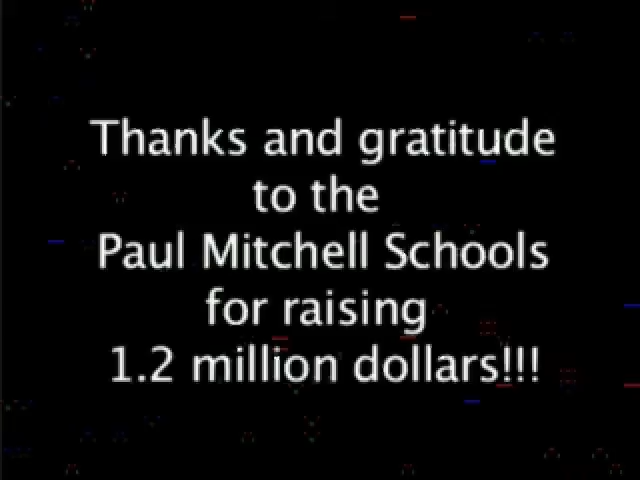 Thanks and gratitude
to the
Paul Mitchell Schools
for raising
1.2 million dollars!!!